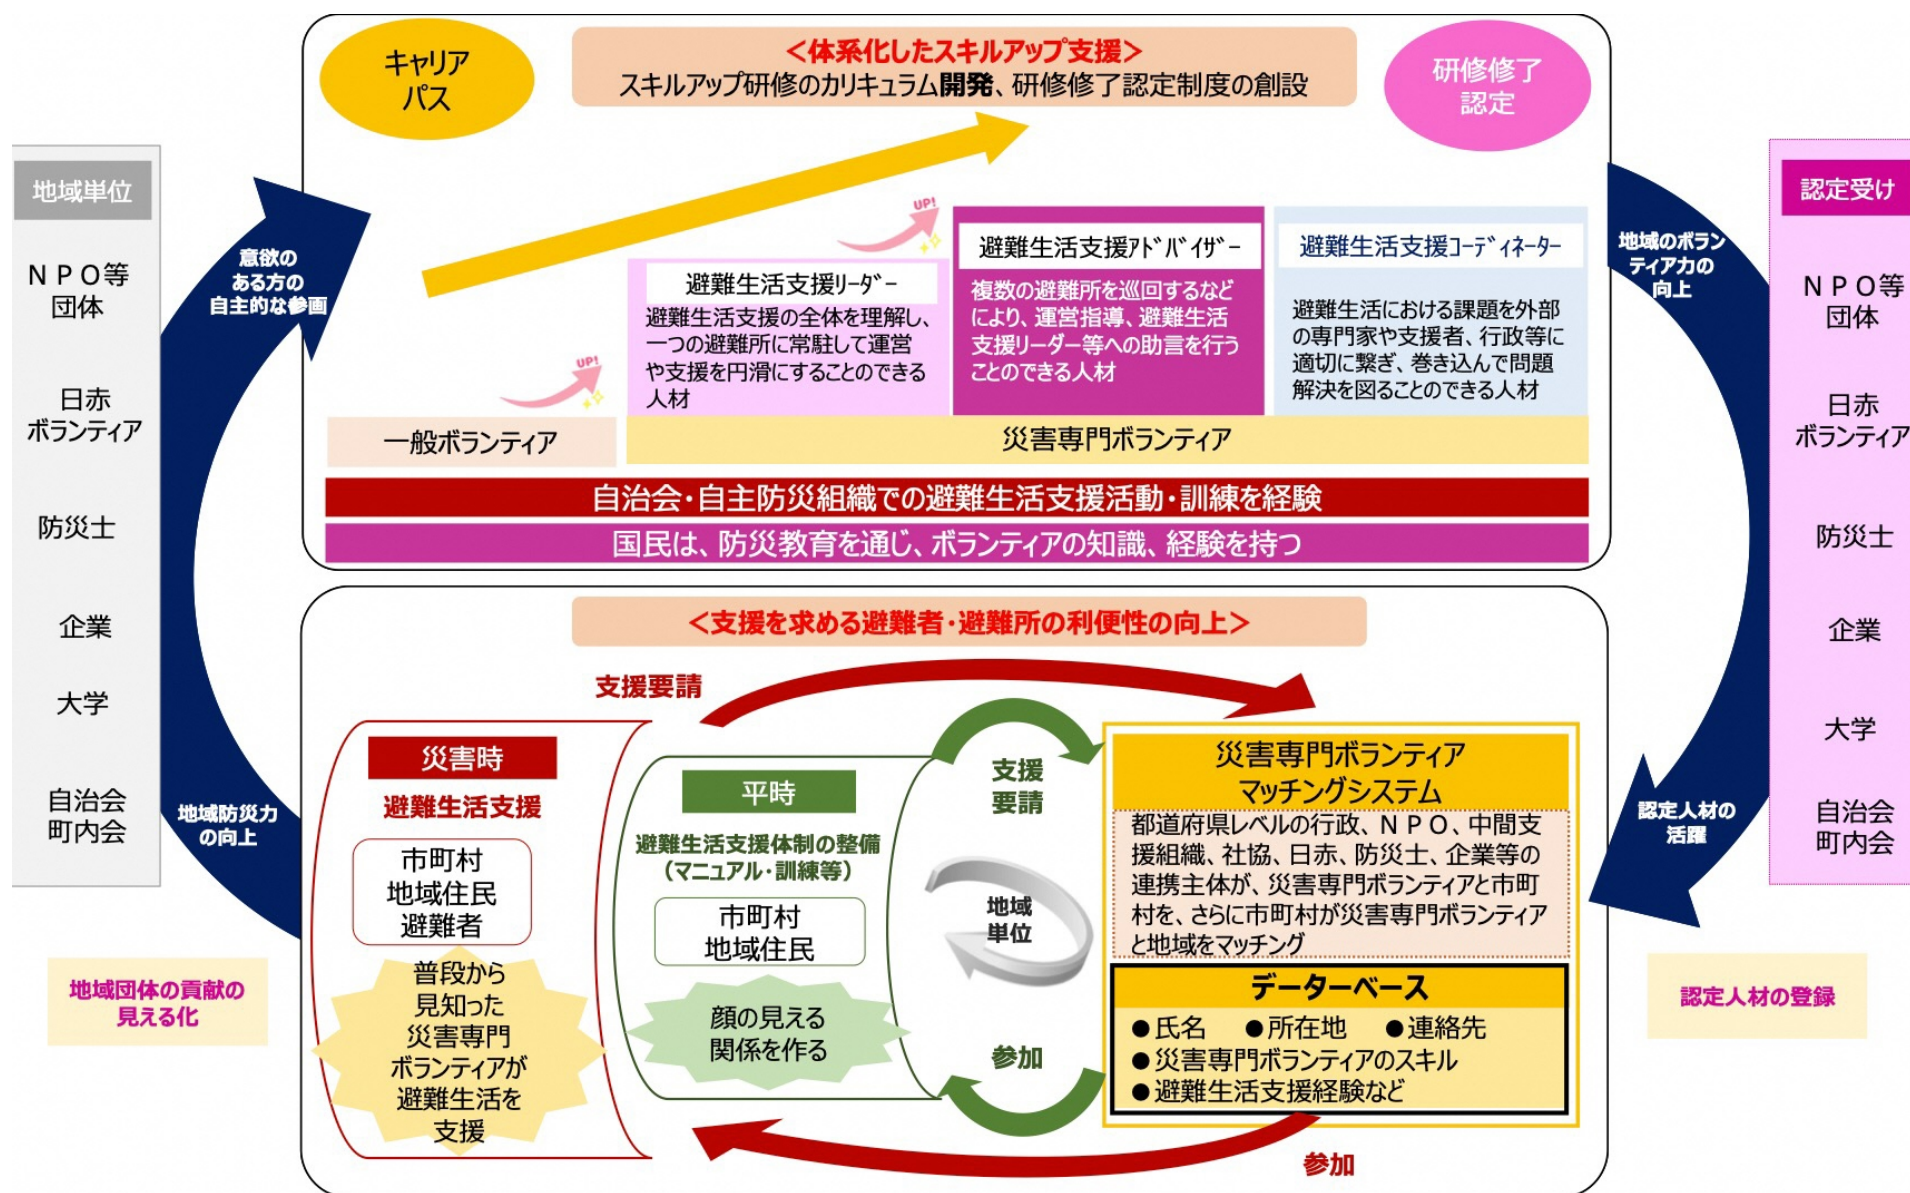 キャリア
パス
＜体系化したスキルアップ支援＞
スキルアップ研修のカリキュラム開発、研修修了認定制度の創設
研修修了
認定
地域単位
ＮＰＯ等
団体
日赤
ボランティア
防災士
企業
大学
自治会
町内会
意欲の
ある方の
自主的な参画
UP!
UP!
避難生活支援ﾘｰﾀﾞｰ
避難生活支援の全体を理解し、
一つの避難所に常駐して運営
や支援を円滑にすることのできる
人材
避難生活支援ｱﾄﾞﾊﾞｲｻﾞｰ
複数の避難所を巡回するなど
により、運営指導、避難生活
支援リーダー等への助言を行う
ことのできる人材
避難生活支援ｺｰﾃﾞｨﾈｰﾀｰ
避難生活における課題を外部
の専門家や支援者、行政等に
適切に繋ぎ、巻き込んで問題
解決を図ることのできる人材
一般ボランティア
災害専門ボランティア
自治会・自主防災組織での避難生活支援活動・訓練を経験
国民は、防災教育を通じ、ボランティアの知識、経験を持つ
地域のボラン
ティア力の
向上
認定受け
ＮＰＯ等
団体
日赤
ボランティア
防災士
企業
大学
自治会
町内会
＜支援を求める避難者・避難所の利便性の向上＞
支援要請
災害時
避難生活支援
市町村
地域住民
避難者
普段から
見知った
災害専門
ボランティアが
避難生活を
支援
平時
避難生活支援体制の整備
（マニュアル・訓練等）
市町村
地域住民
顔の見える
関係を作る
支援
要請
地域
単位
参加
災害専門ボランティア
マッチングシステム
都道府県レベルの行政、ＮＰＯ、中間支
援組織、社協、日赤、防災士、企業等の
連携主体が、災害専門ボランティアと市町
村を、さらに市町村が災害専門ボランティア
と地域をマッチング
データーベース
●氏名 ●所在地 ●連絡先
●災害専門ボランティアのスキル
●避難生活支援経験など
参加
地域防災力
の向上
地域団体の貢献の
見える化
認定人材の
活躍
認定人材の登録